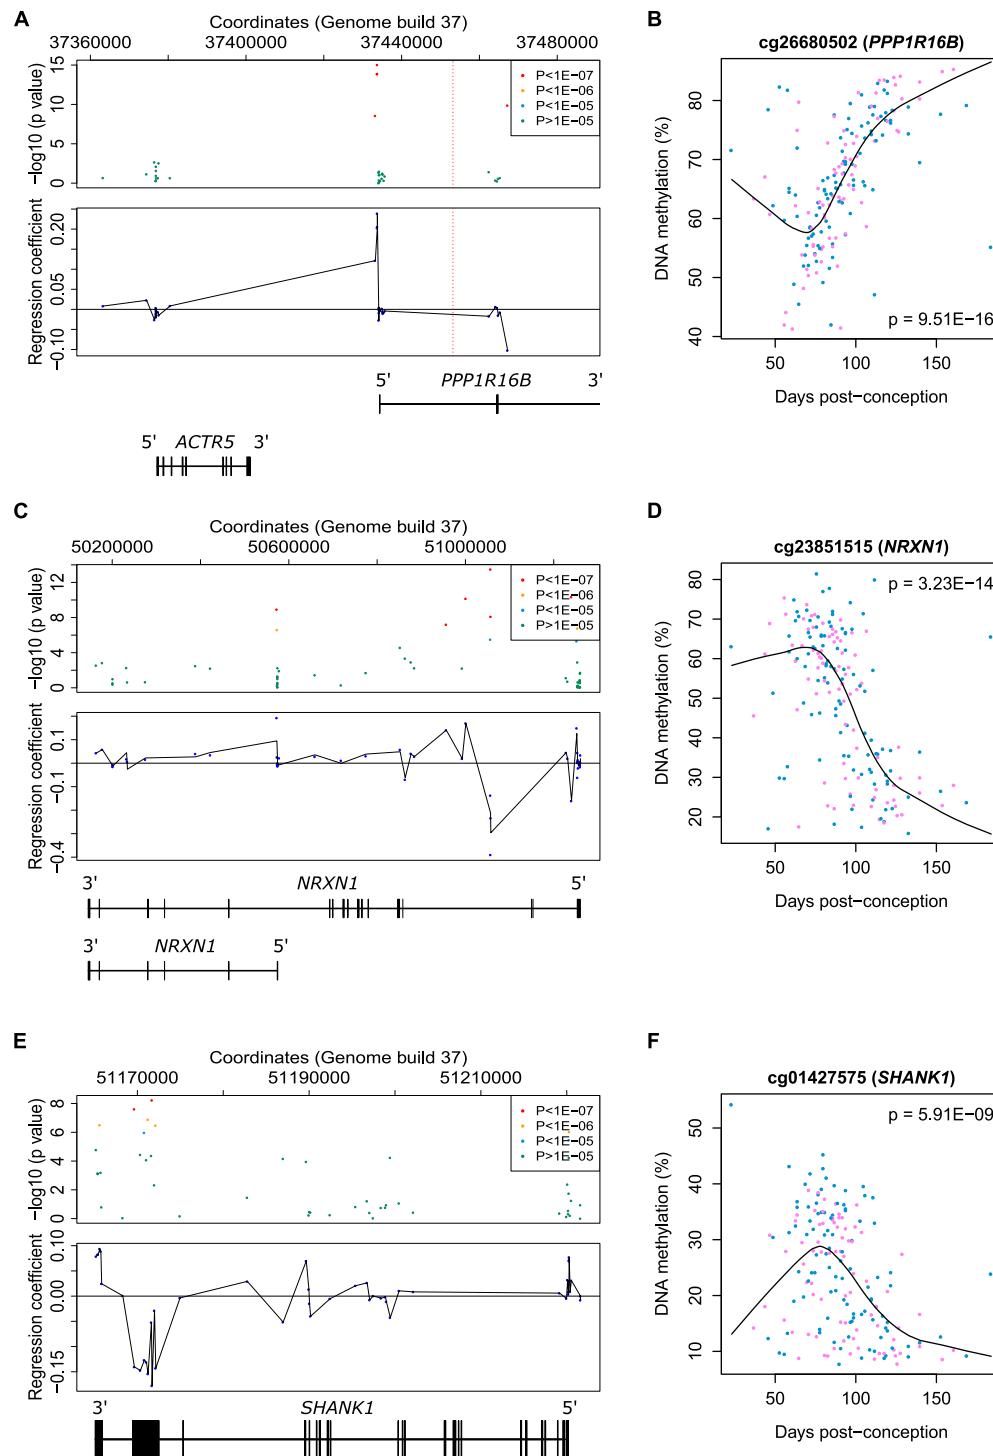 A
Coordinates (Genome build 37)
37360000 37400000 37440000 37480000
−log10 (p value)
15
10
5
0
P<1E−07
P<1E−06
P<1E−05
P>1E−05
Regression coefficient
0.20
0.05
−0.10
5' PPP1R16B 3'
5' ACTR5 3'
B
cg26680502 (PPP1R16B)
DNA methylation (%)
80
70
60
50
40
p = 9.51E−16
50 100 150
Days post−conception
C
Coordinates (Genome build 37)
50200000 50600000 51000000
−log10 (p value)
12
8
4
0
P<1E−07
P<1E−06
P<1E−05
P>1E−05
Regression coefficient
0.1
−0.1
−0.4
3' NRXN1 5'
3' NRXN1 5'
D
cg23851515 (NRXN1)
p = 3.23E−14
DNA methylation (%)
80
70
60
50
40
30
20
50 100 150
Days post−conception
E
Coordinates (Genome build 37)
51170000 51190000 51210000
−log10 (p value)
8
6
4
2
0
P<1E−07
P<1E−06
P<1E−05
P>1E−05
Regression coefficient
0.10
0.00
−0.15
3' SHANK1 5'
F
cg01427575 (SHANK1)
p = 5.91E−09
DNA methylation (%)
50
40
30
20
10
50 100 150
Days post−conception